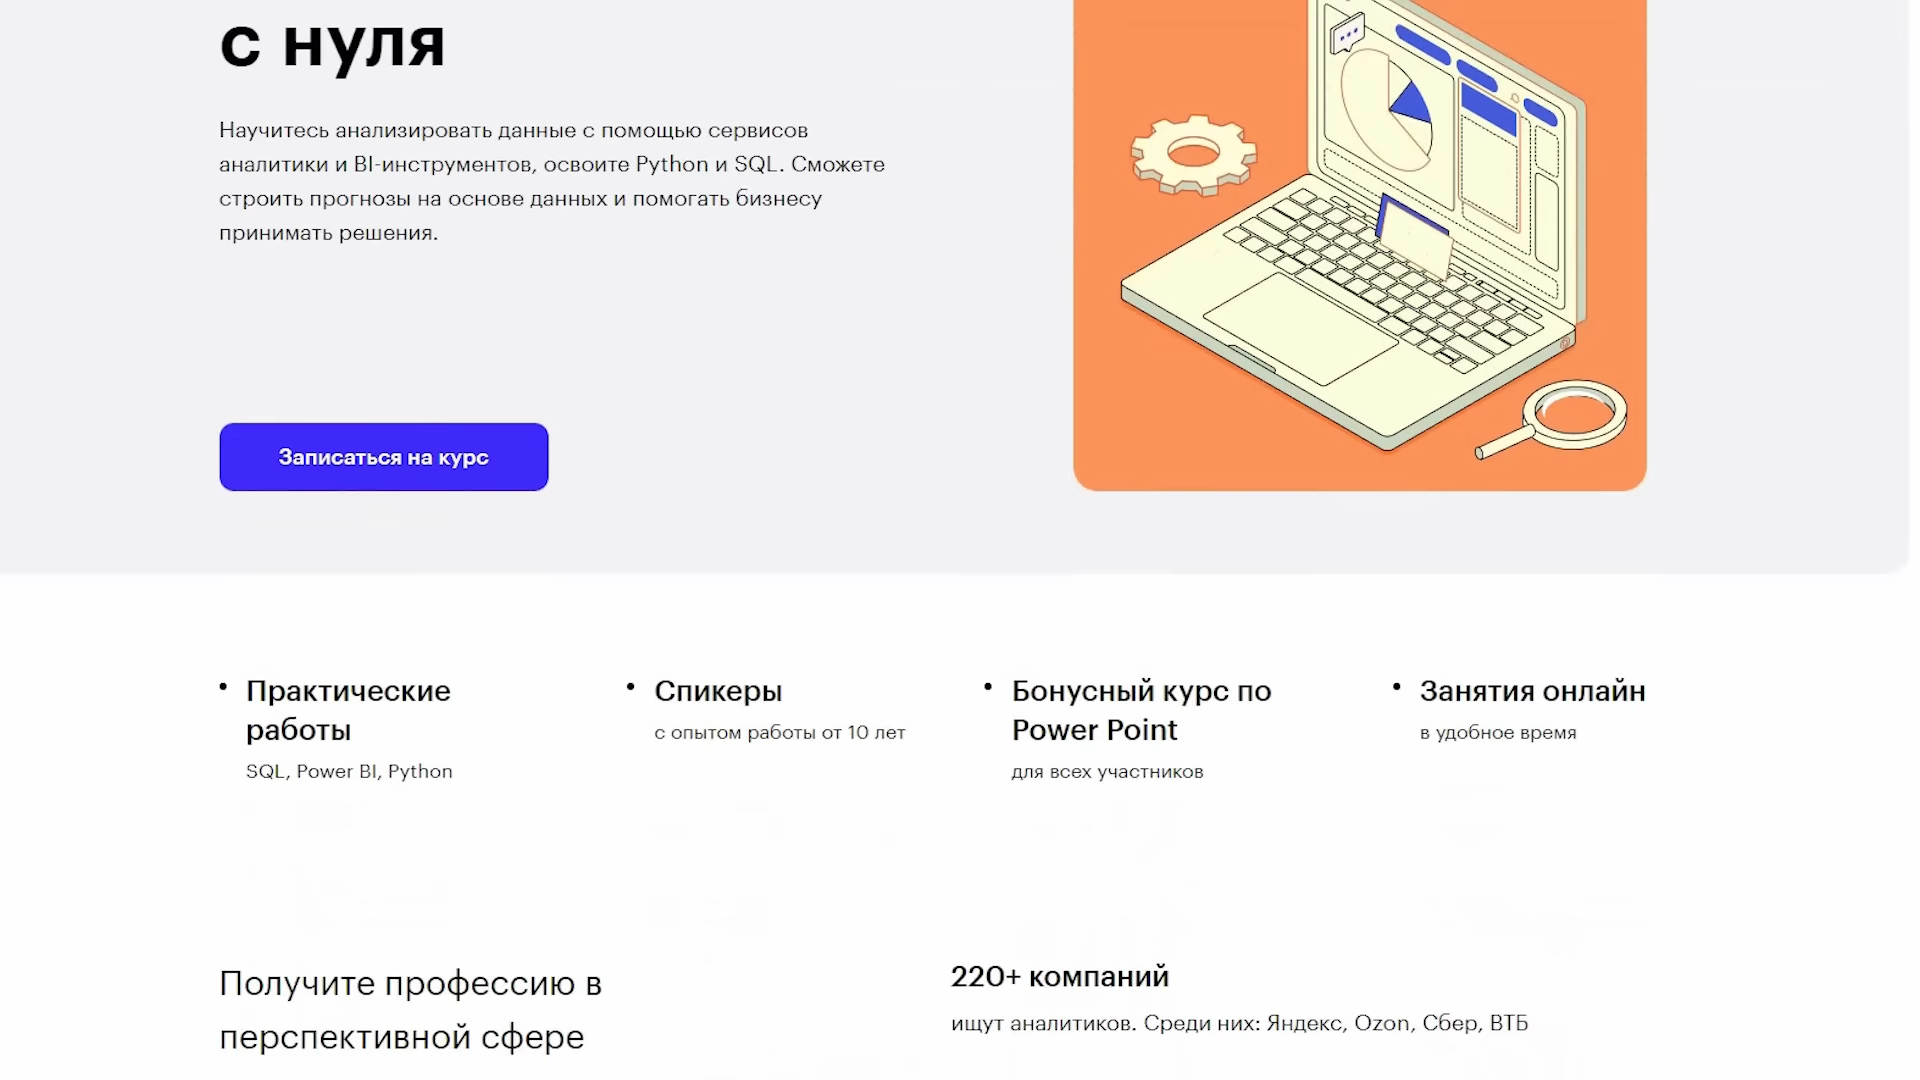 с нуля
Научитесь анализировать данные с помощью сервисов
аналитики и BI-инструментов, освоите Python и SQL. Сможете
строить прогнозы на основе данных и помогать бизнесу
принимать решения.
Записаться на курс
Практические
работы
SQL, Power BI, Python
Спикеры
с опытом работы от 10 лет
Бонусный курс по
Power Point
для всех участников
Занятия онлайн
в удобное время
Получите профессию в
перспективной сфере
220+ компаний
ищут аналитиков. Среди них: Яндекс, Ozon, Сбер, ВТБ